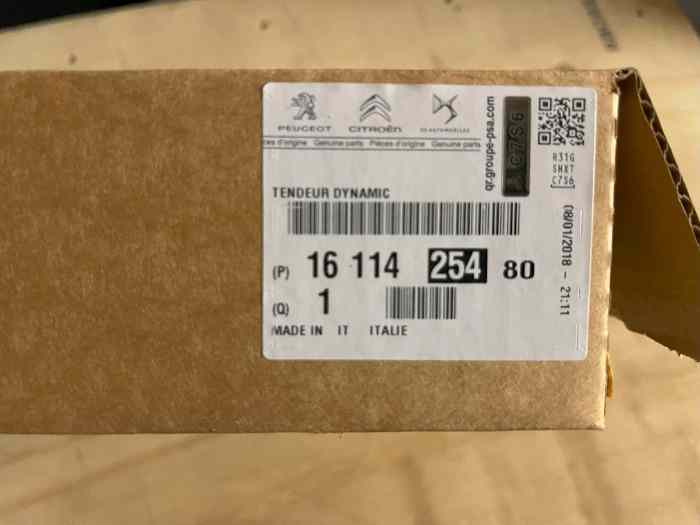 PEUGEOT CITROËN DS AUTOMOBILES
ces d'origine Genuine parts Pièces d'origine Genuine parts
qr.groupe-psa.com
R31G
SHXT
C7S6
TENDEUR DYNAMIC
(P) 16 114 254 80
(Q) 1
MADE IN IT ITALIE
08/01/2018 - 21:11